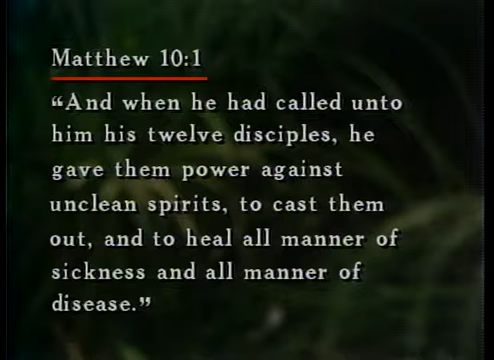 Matthew 10:1
“And when he had called unto
him his twelve disciples, he
gave them power against
unclean spirits, to cast them
out, and to heal all manner of
sickness and all manner of
disease.”